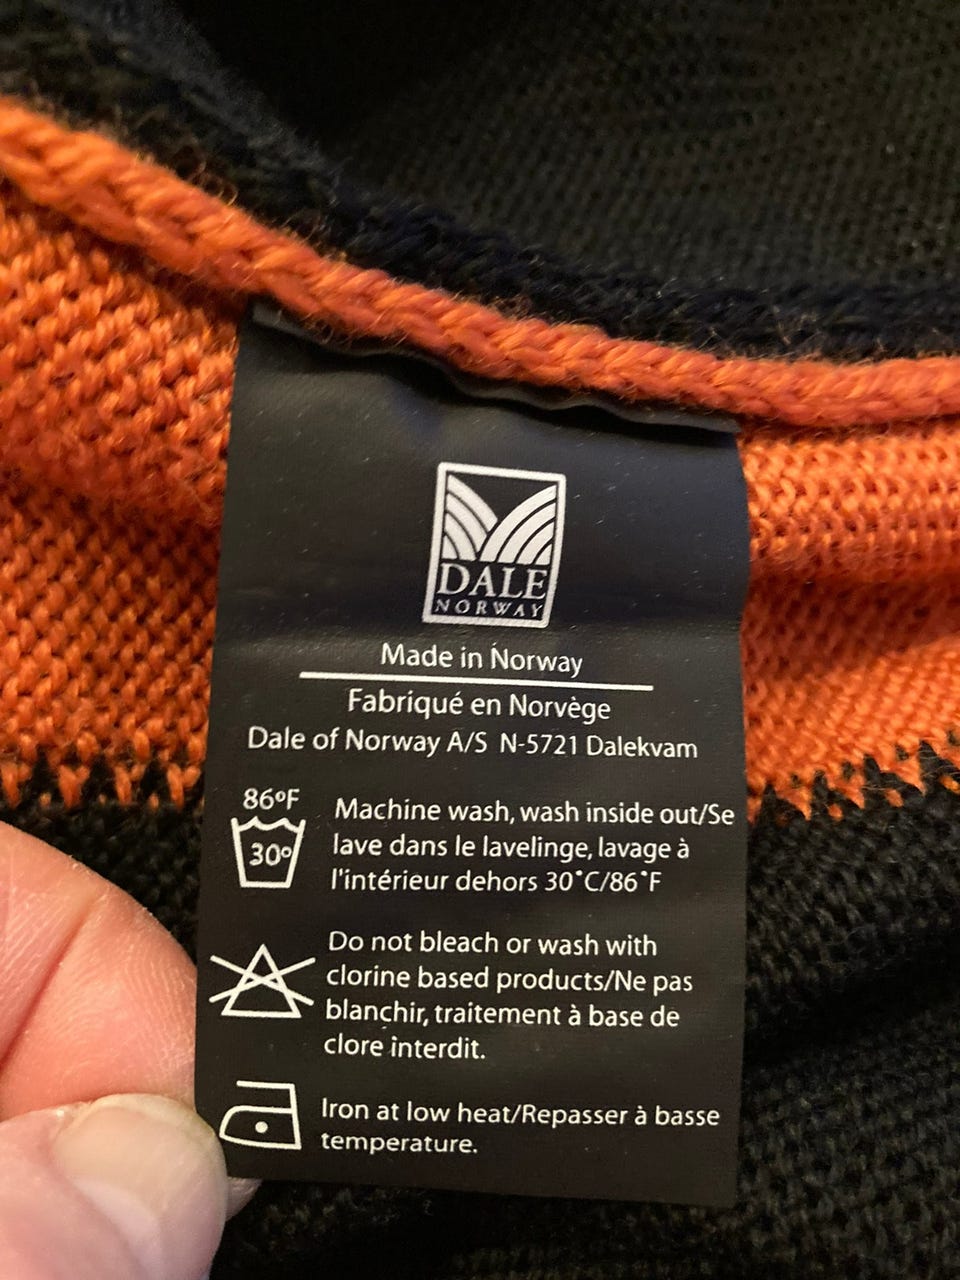 DALE
NORWAY
Made in Norway
Fabriqué en Norvège
Dale of Norway A/S N-5721 Dalekvam
86ºF
30º
Machine wash, wash inside out/Se
lave dans le lavelinge, lavage à
l'intérieur dehors 30˚C/86˚F
Do not bleach or wash with
clorine based products/Ne pas
blanchir, traitement à base de
clore interdit.
Iron at low heat/Repasser à basse
temperature.